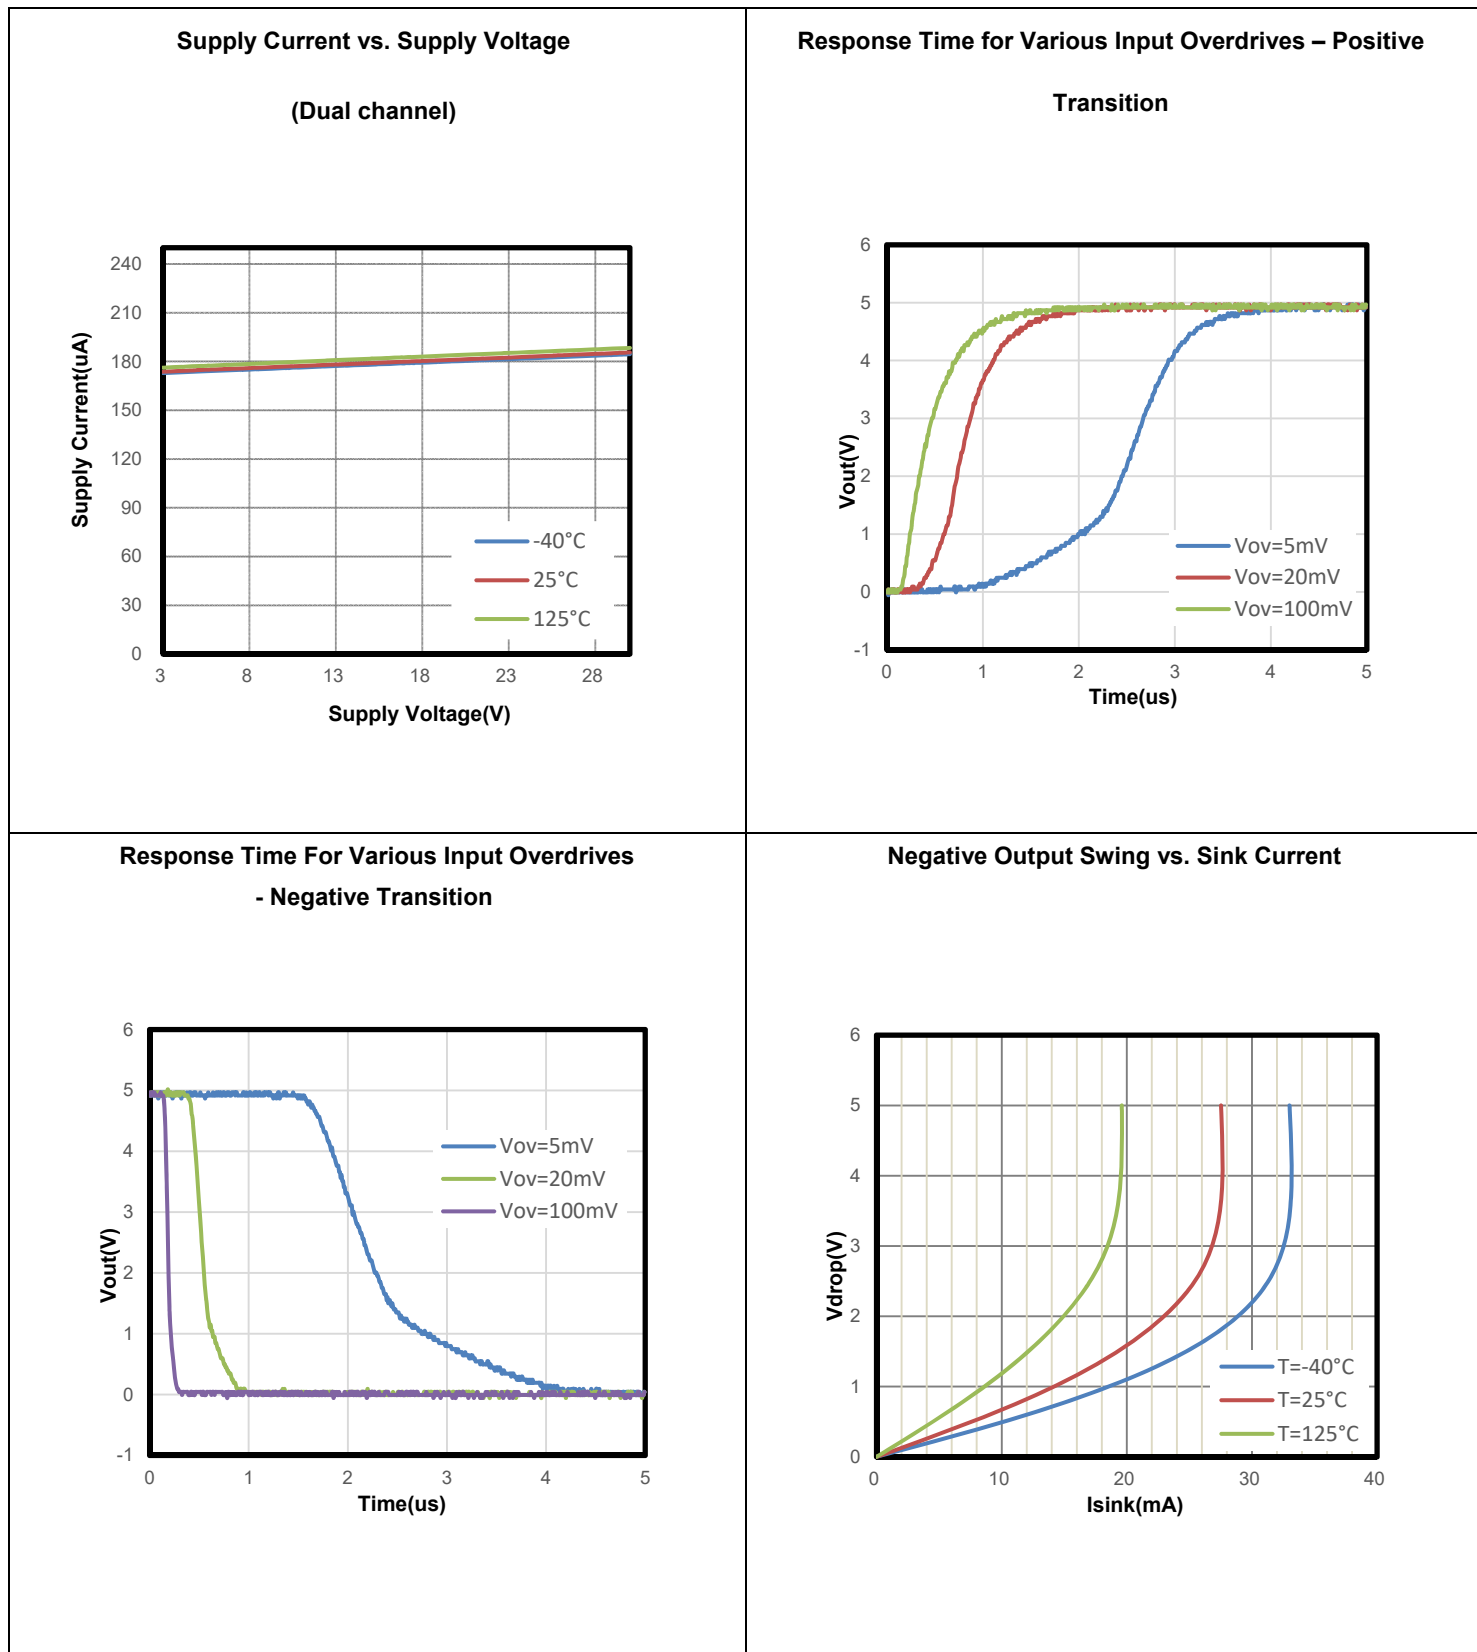 Supply Current vs. Supply Voltage
(Dual channel)
240
210
180
150
120
90
60
30
0
Supply Current(uA)
-40°C
25°C
125°C
3 8 13 18 23 28
Supply Voltage(V)
Response Time for Various Input Overdrives – Positive
Transition
6
5
4
3
2
1
0
-1
Vout(V)
Vov=5mV
Vov=20mV
Vov=100mV
0 1 2 3 4 5
Time(us)
Response Time For Various Input Overdrives
- Negative Transition
6
5
4
3
2
1
0
-1
Vout(V)
Vov=5mV
Vov=20mV
Vov=100mV
0 1 2 3 4 5
Time(us)
Negative Output Swing vs. Sink Current
6
5
4
3
2
1
0
Vdrop(V)
T=-40°C
T=25°C
T=125°C
0 10 20 30 40
Isink(mA)